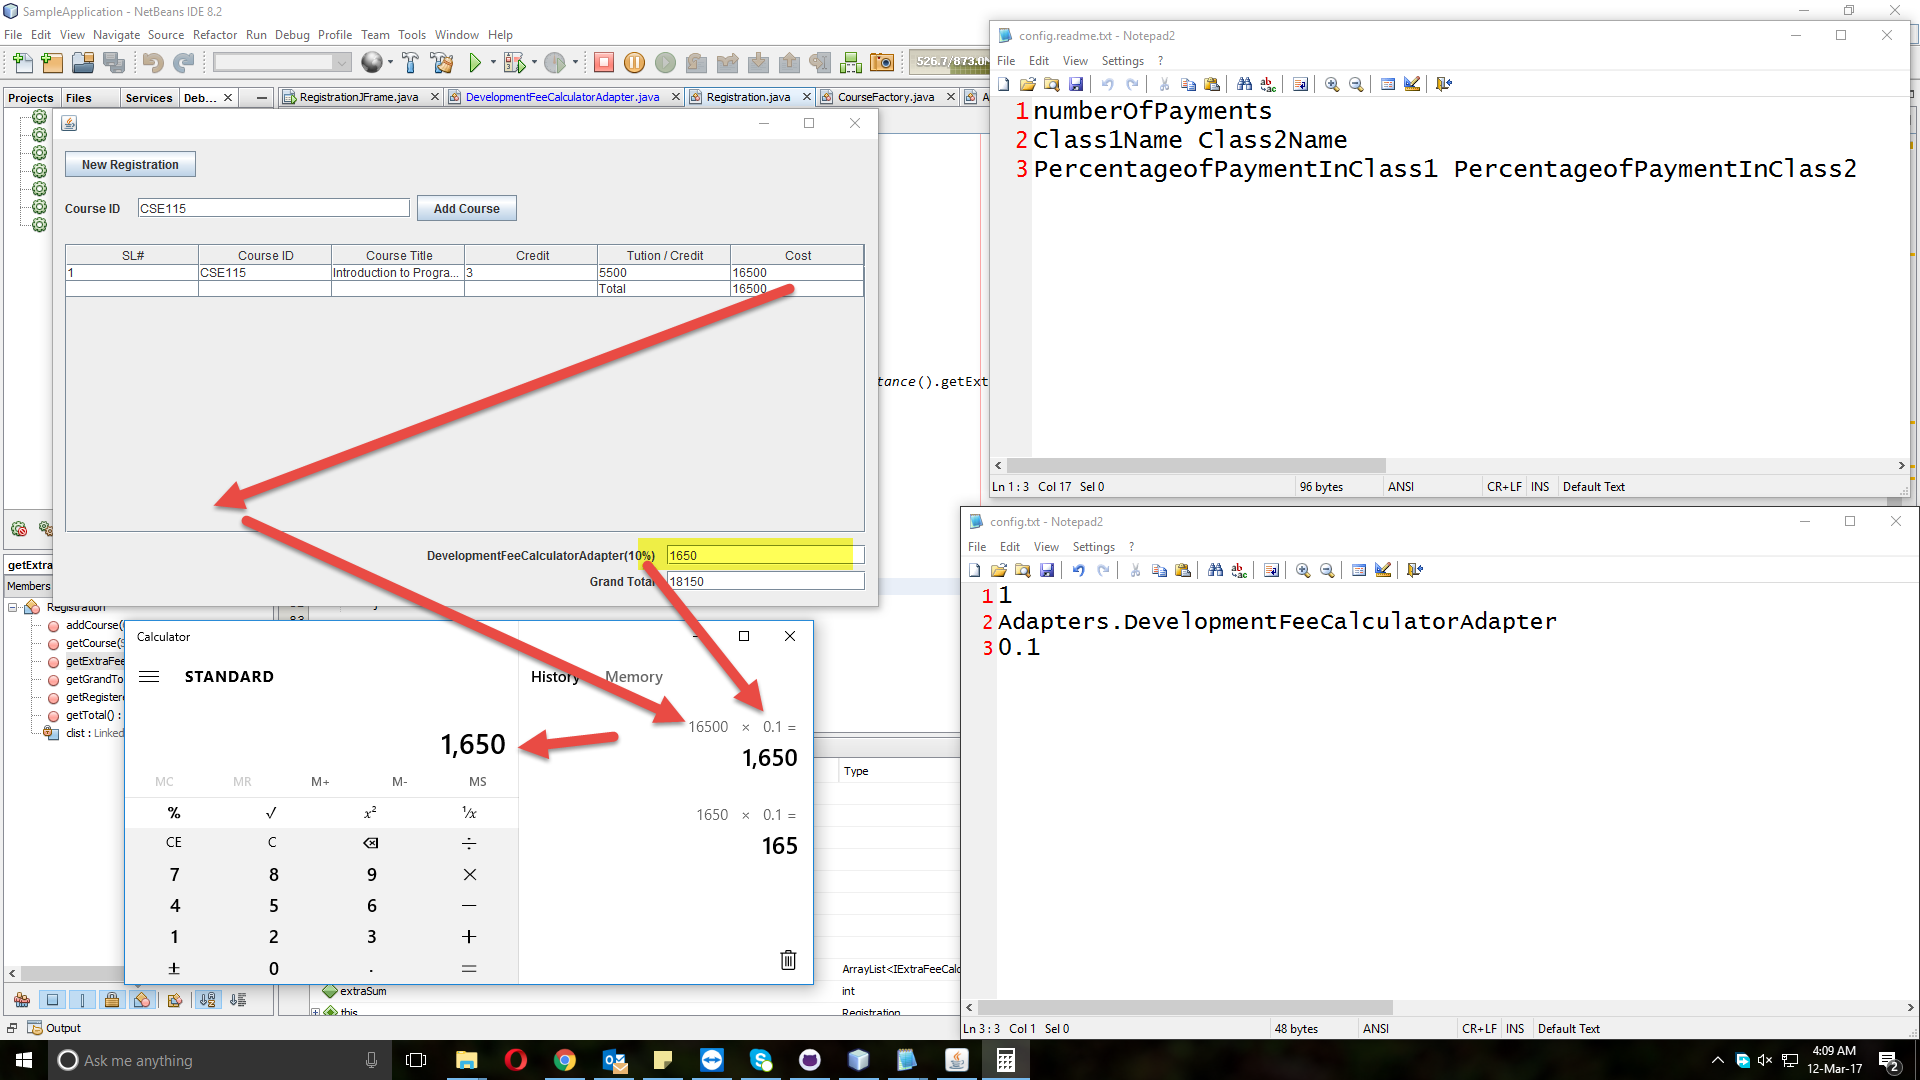 SampleApplication - NetBeans IDE 8.2
File Edit View Navigate Source Refactor Run Debug Profile Team Tools Window Help
526.7/873.0
Projects Files Services Deb...
RegistrationJFrame.java DevelopmentFeeCalculatorAdapter.java Registration.java CourseFactory.java A
New Registration
Course ID CSE115 Add Course
SL# Course ID Course Title Credit Tution / Credit Cost
1 CSE115 Introduction to Progra... 3 5500 16500
Total 16500
tance().getExt
DevelopmentFeeCalculatorAdapter(10%) 1650
Grand Total 18150
getExtra
Members
Registration
addCourse(
getCourse(
getExtraFee
getGrandTo
getRegistere
getTotal() :
clist : Linked
Calculator
STANDARD
History Memory
16500 × 0.1 =
1,650
1,650
MC MR M+ M- MS
1650 × 0.1 =
165
% √ x² ¹/x
CE C ÷
7 8 9 ×
4 5 6 −
1 2 3 +
± 0 . =
Type
ArrayList<IExtraFeeCalc
extraSum int
this Registration
Output
config.readme.txt - Notepad2
File Edit View Settings ?
1 numberOfPayments
2 Class1Name Class2Name
3 PercentageofPaymentInClass1 PercentageofPaymentInClass2
Ln 1 : 3 Col 17 Sel 0 96 bytes ANSI CR+LF INS Default Text
config.txt - Notepad2
File Edit View Settings ?
1 1
2 Adapters.DevelopmentFeeCalculatorAdapter
3 0.1
Ln 3 : 3 Col 1 Sel 0 48 bytes ANSI CR+LF INS Default Text
Ask me anything
4:09 AM
12-Mar-17
2